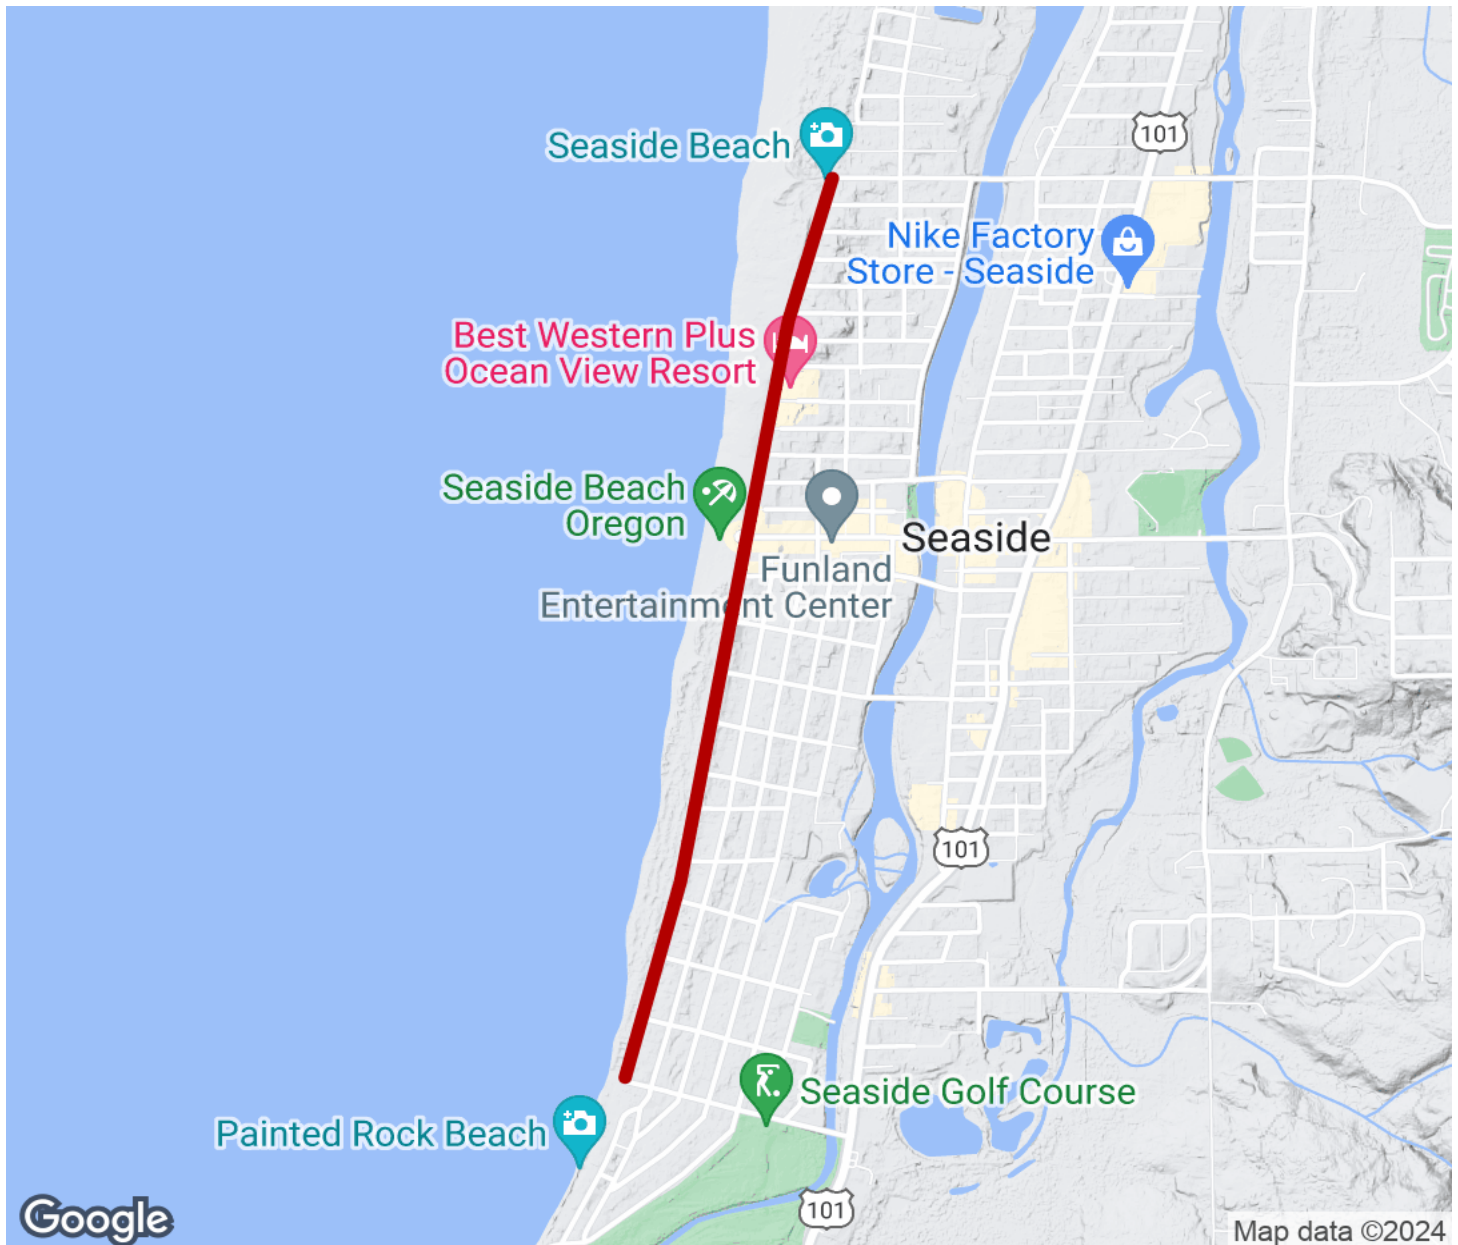 101
Seaside Beach
Nike Factory
Store - Seaside
Best Western Plus
Ocean View Resort
Seaside Beach
Oregon
Seaside
Funland
Entertainment Center
101
Seaside Golf Course
Painted Rock Beach
101
Google
Map data ©2024